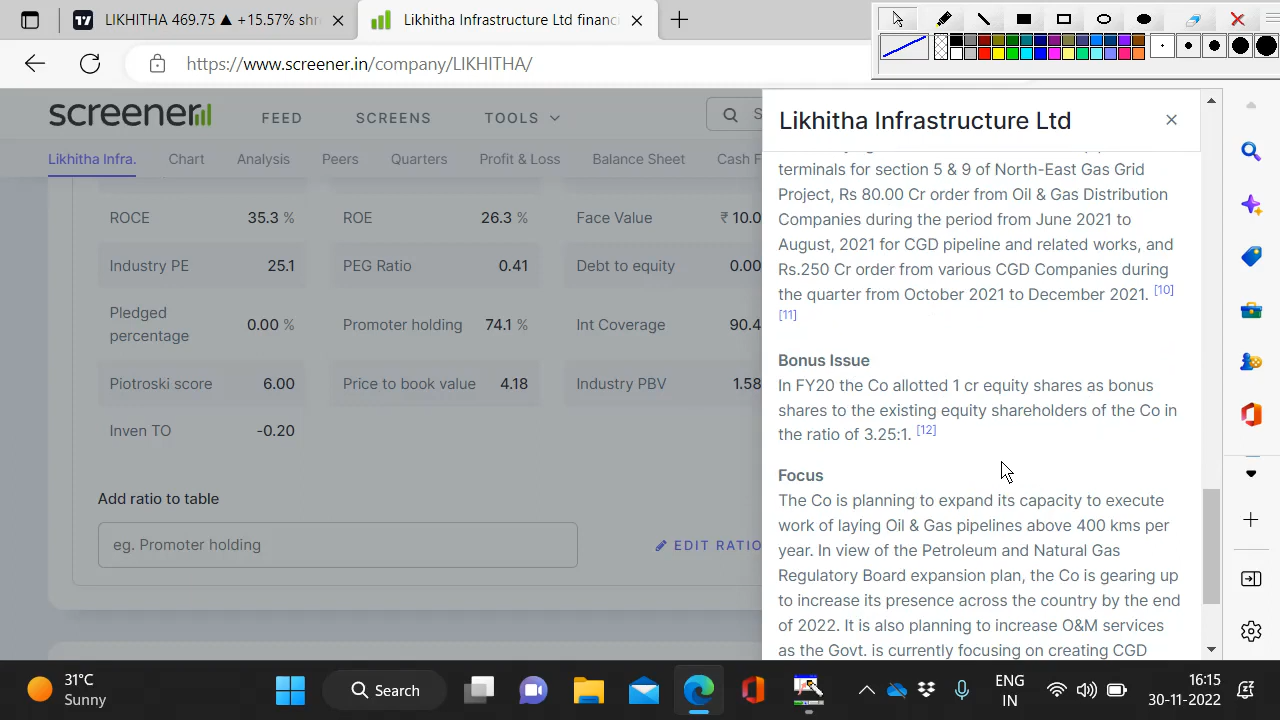 LIKHITHA 469.75 ▲ +15.57% sh
Likhitha Infrastructure Ltd financi
https://www.screener.in/company/LIKHITHA/
screener
FEED
SCREENS
TOOLS
S
Likhitha Infra.
Chart
Analysis
Peers
Quarters
Profit & Loss
Balance Sheet
Cash F
ROCE 35.3 %
ROE 26.3 %
Face Value ₹ 10.0
Industry PE 25.1
PEG Ratio 0.41
Debt to equity 0.00
Pledged
percentage 0.00 %
Promoter holding 74.1 %
Int Coverage 90.4
Piotroski score 6.00
Price to book value 4.18
Industry PBV 1.58
Inven TO -0.20
Add ratio to table
eg. Promoter holding
EDIT RATIO
Likhitha Infrastructure Ltd
terminals for section 5 & 9 of North-East Gas Grid
Project, Rs 80.00 Cr order from Oil & Gas Distribution
Companies during the period from June 2021 to
August, 2021 for CGD pipeline and related works, and
Rs.250 Cr order from various CGD Companies during
the quarter from October 2021 to December 2021. [10]
[11]
Bonus Issue
In FY20 the Co allotted 1 cr equity shares as bonus
shares to the existing equity shareholders of the Co in
the ratio of 3.25:1. [12]
Focus
The Co is planning to expand its capacity to execute
work of laying Oil & Gas pipelines above 400 kms per
year. In view of the Petroleum and Natural Gas
Regulatory Board expansion plan, the Co is gearing up
to increase its presence across the country by the end
of 2022. It is also planning to increase O&M services
as the Govt. is currently focusing on creating CGD
31°C
Sunny
Search
ENG
IN
16:15
30-11-2022